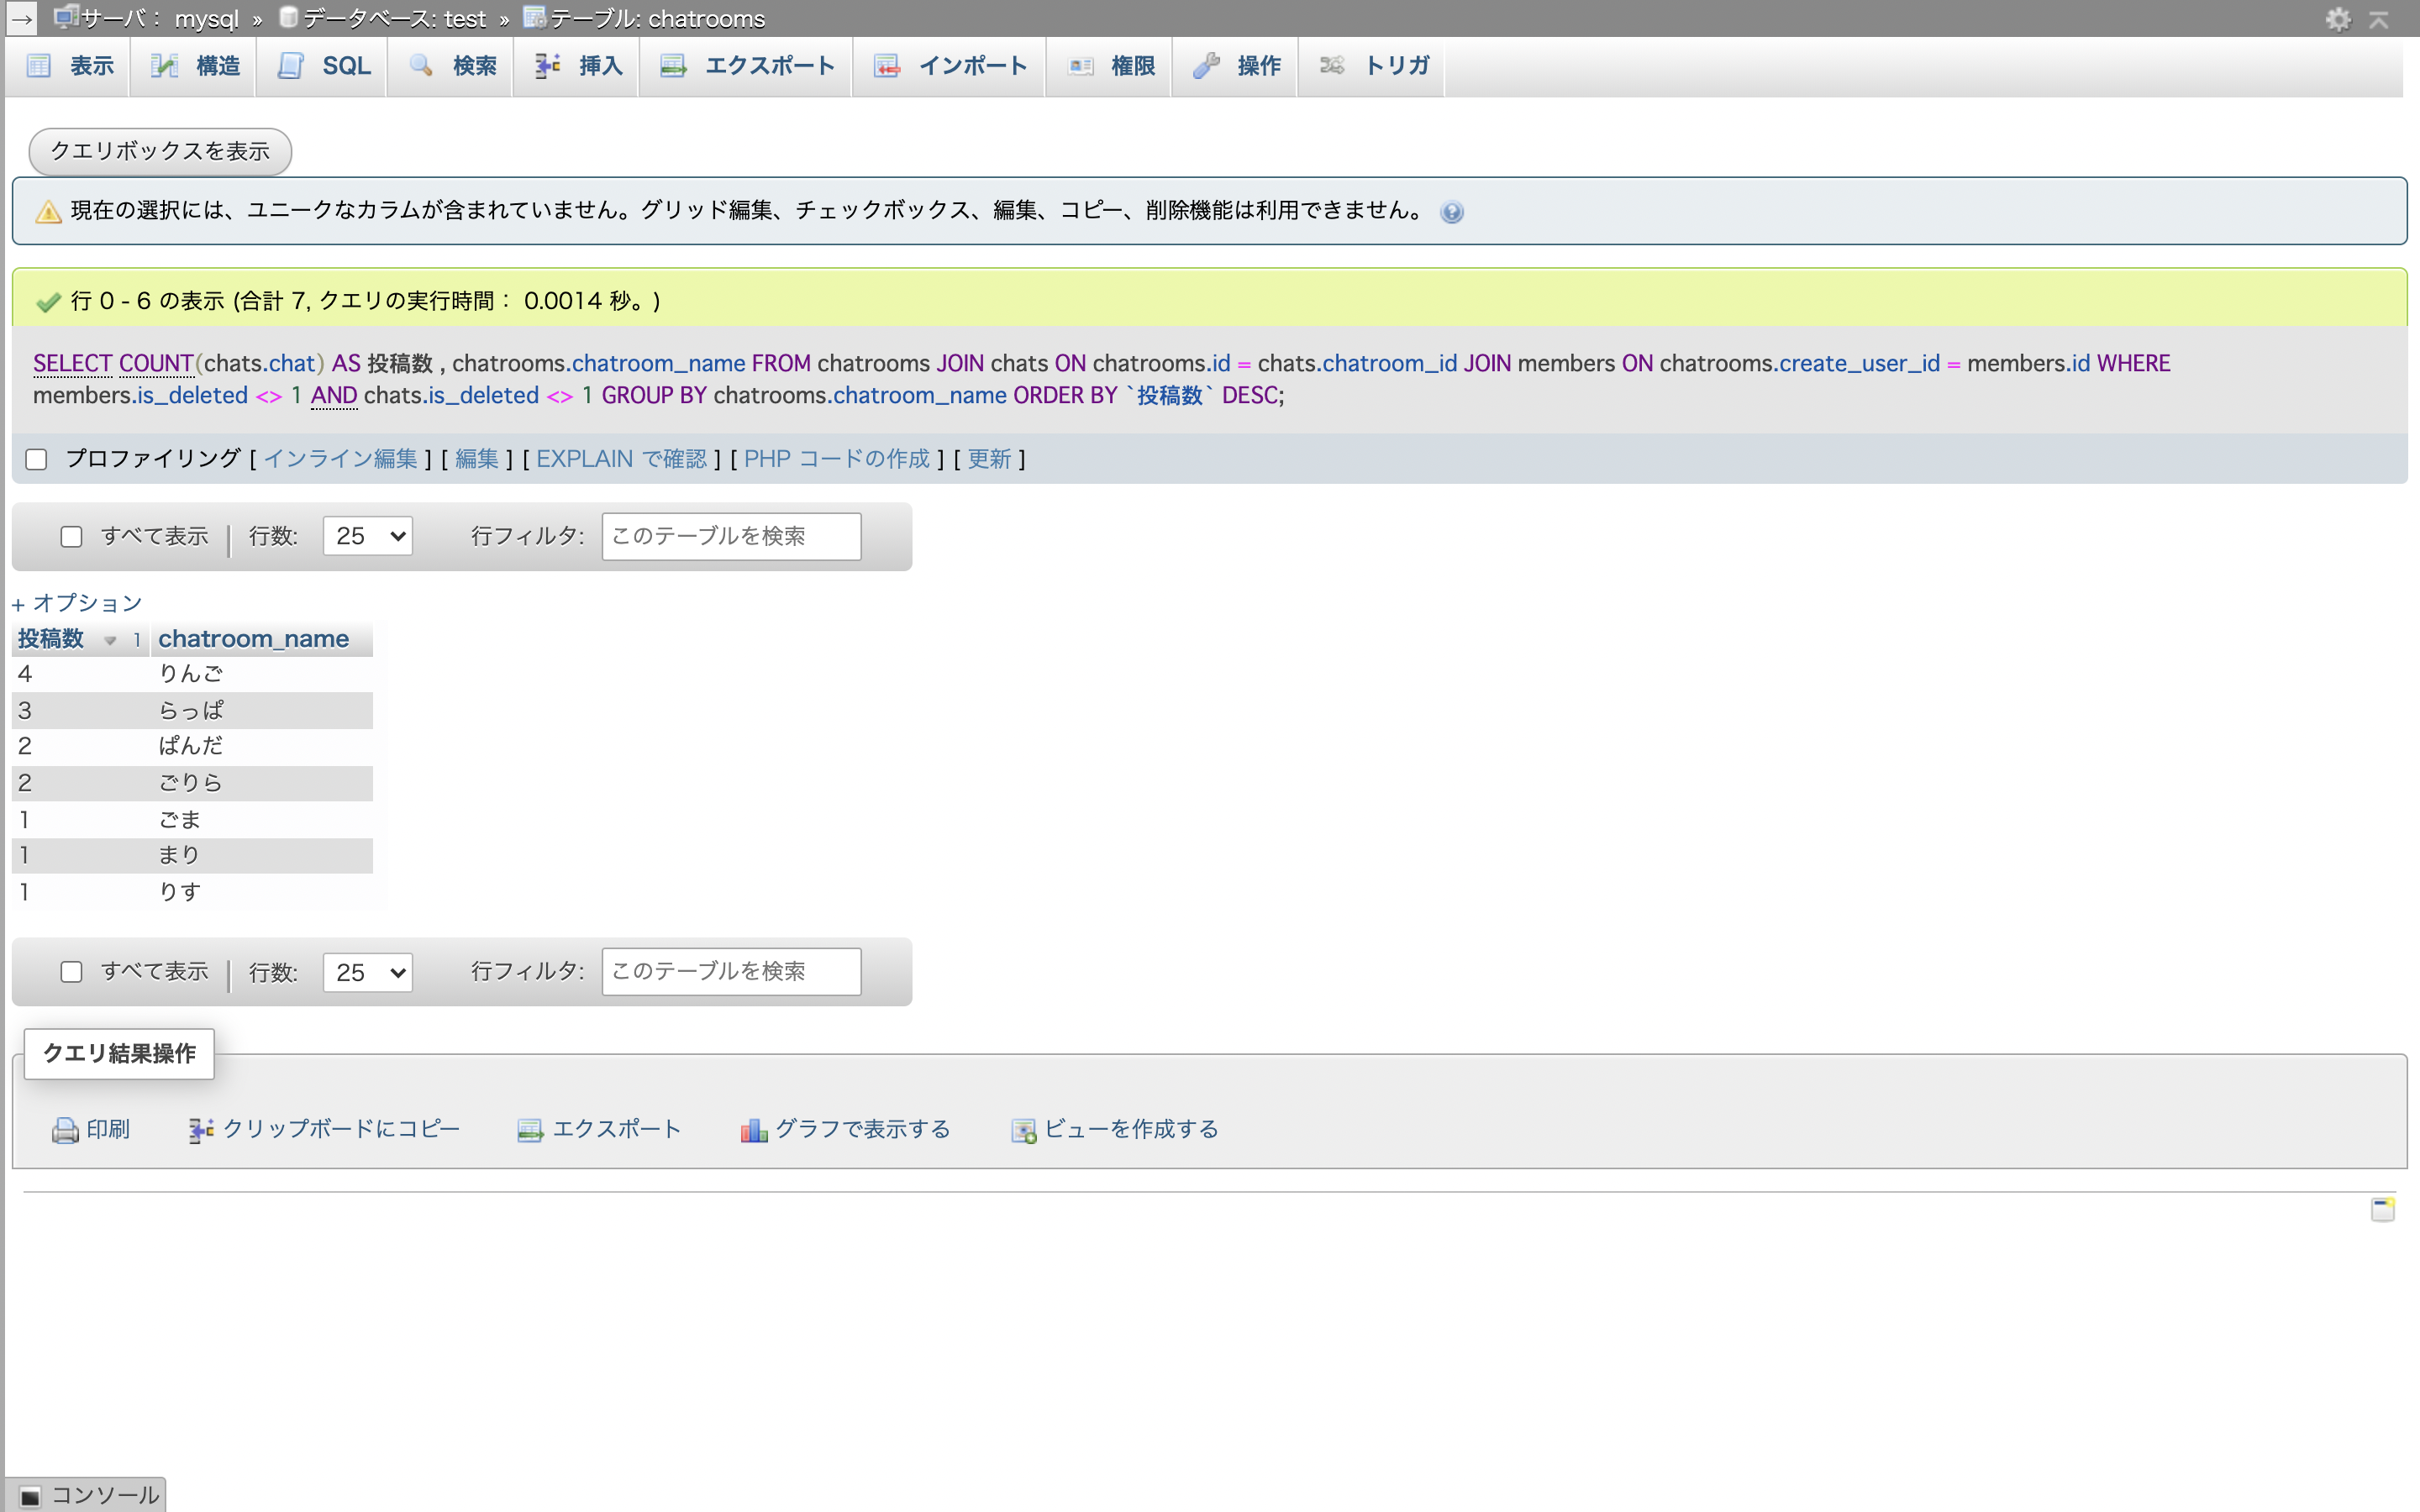 サーバ： mysql » データベース: test » テーブル: chatrooms
表示 構造 SQL 検索 挿入 エクスポート インポート 権限 操作 トリガ
クエリボックスを表示
現在の選択には、ユニークなカラムが含まれていません。グリッド編集、チェックボックス、編集、コピー、削除機能は利用できません。
行 0 - 6 の表示 (合計 7, クエリの実行時間： 0.0014 秒。)
SELECT COUNT(chats.chat) AS 投稿数 , chatrooms.chatroom_name FROM chatrooms JOIN chats ON chatrooms.id = chats.chatroom_id JOIN members ON chatrooms.create_user_id = members.id WHERE
members.is_deleted <> 1 AND chats.is_deleted <> 1 GROUP BY chatrooms.chatroom_name ORDER BY `投稿数` DESC;
プロファイリング [ インライン編集 ] [ 編集 ] [ EXPLAIN で確認 ] [ PHP コードの作成 ] [ 更新 ]
すべて表示 | 行数: 25 行フィルタ: このテーブルを検索
+ オプション
投稿数 1 chatroom_name
4 りんご
3 らっぱ
2 ぱんだ
2 ごりら
1 ごま
1 まり
1 りす
すべて表示 | 行数: 25 行フィルタ: このテーブルを検索
クエリ結果操作
印刷 クリップボードにコピー エクスポート グラフで表示する ビューを作成する
コンソール